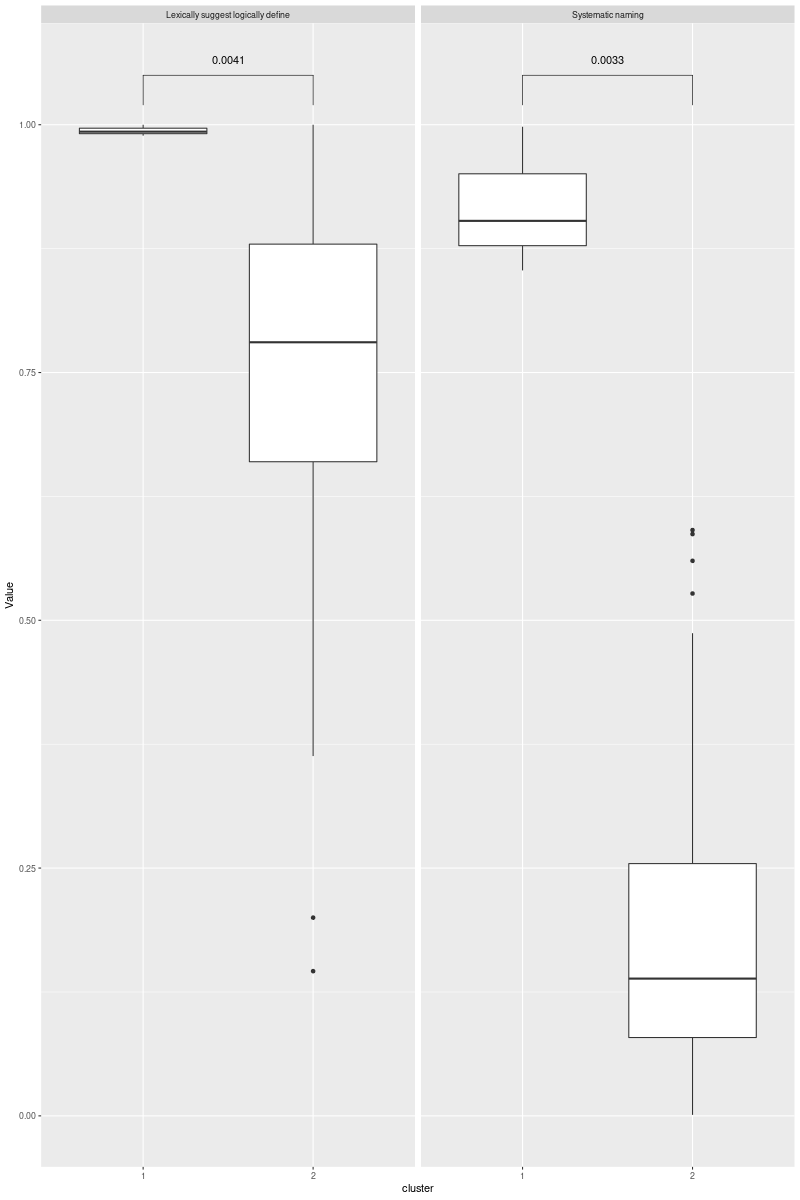 Lexically suggest logically define
Systematic naming
0.0041
0.0033
1.00
0.75
0.50
0.25
0.00
Value
1
2
1
2
cluster